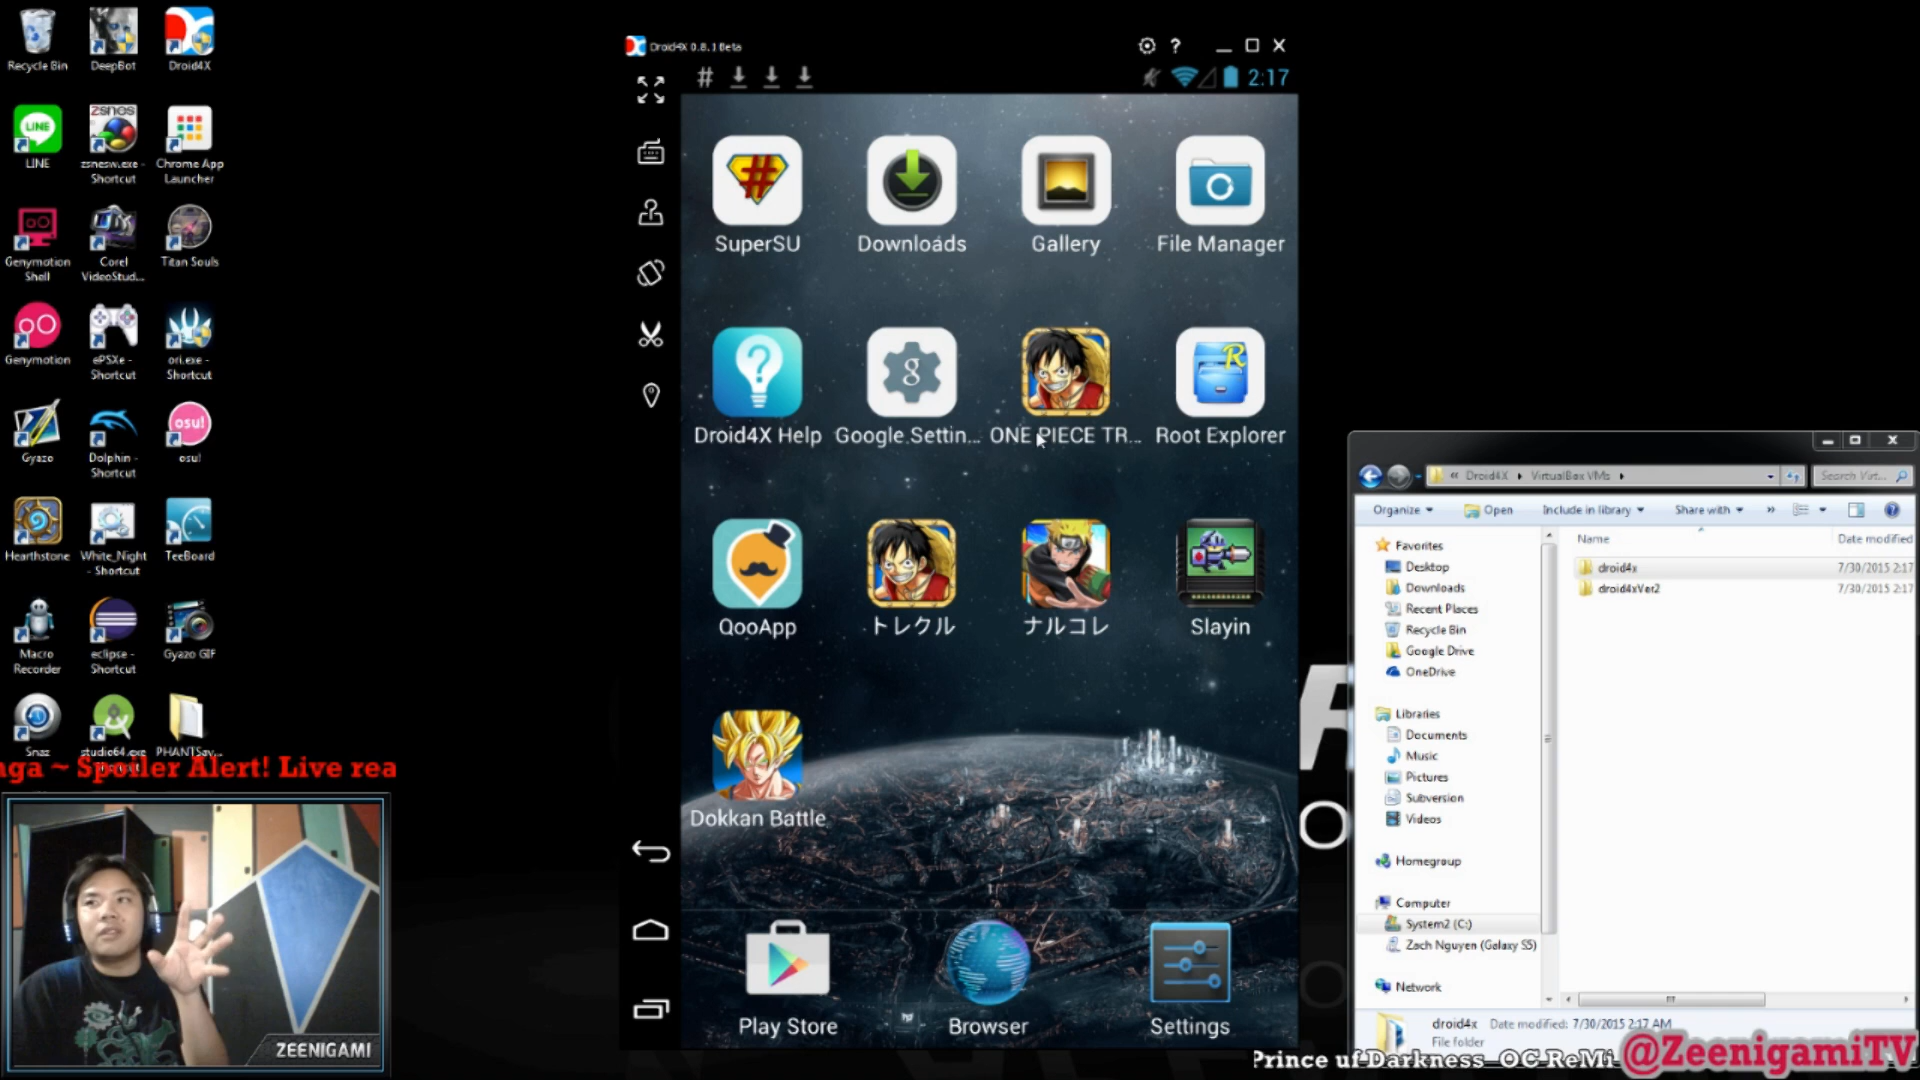 Recycle Bin
DeepBot
Droid4X
LINE
zsnesw.exe - Shortcut
Chrome App Launcher
Genymotion Shell
Corel VideoStud...
Titan Souls
Genymotion
ePSXe - Shortcut
ori.exe - Shortcut
Gyazo
Dolphin - Shortcut
osu!
osu!
Hearthstone
White_Night - Shortcut
TeeBoard
Macro Recorder
eclipse - Shortcut
Gyazo GIF
Snaz
studio64.exe
PHANTSav...
nga ~ Spoiler Alert! Live rea
ZEENIGAMI
Droid4X 0.8.1 Beta
2:17
SuperSU
Downloads
Gallery
File Manager
Droid4X Help
Google Settin...
ONE PIECE TR...
Root Explorer
QooApp
トレクル
ナルコレ
Slayin
Dokkan Battle
Play Store
Browser
Settings
« Droid4X ▸ VirtualBox VMs ▸
Search Virt...
Organize
Open
Include in library
Share with
»
Name
Date modified
droid4x
7/30/2015 2:17
droid4xVer2
7/30/2015 2:17
Favorites
Desktop
Downloads
Recent Places
Recycle Bin
Google Drive
OneDrive
Libraries
Documents
Music
Pictures
Subversion
Videos
Homegroup
Computer
System2 (C:)
Zach Nguyen (Galaxy S5)
Network
droid4x Date modified: 7/30/2015 2:17 AM
File folder
Prince uf Darkness_OC ReMi
@ZeenigamiTV